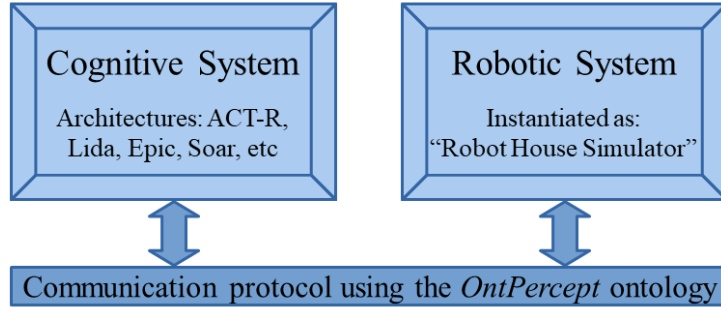 Cognitive System
Architectures: ACT-R,
Lida, Epic, Soar, etc
Robotic System
Instantiated as:
“Robot House Simulator”
Communication protocol using the OntPercept ontology